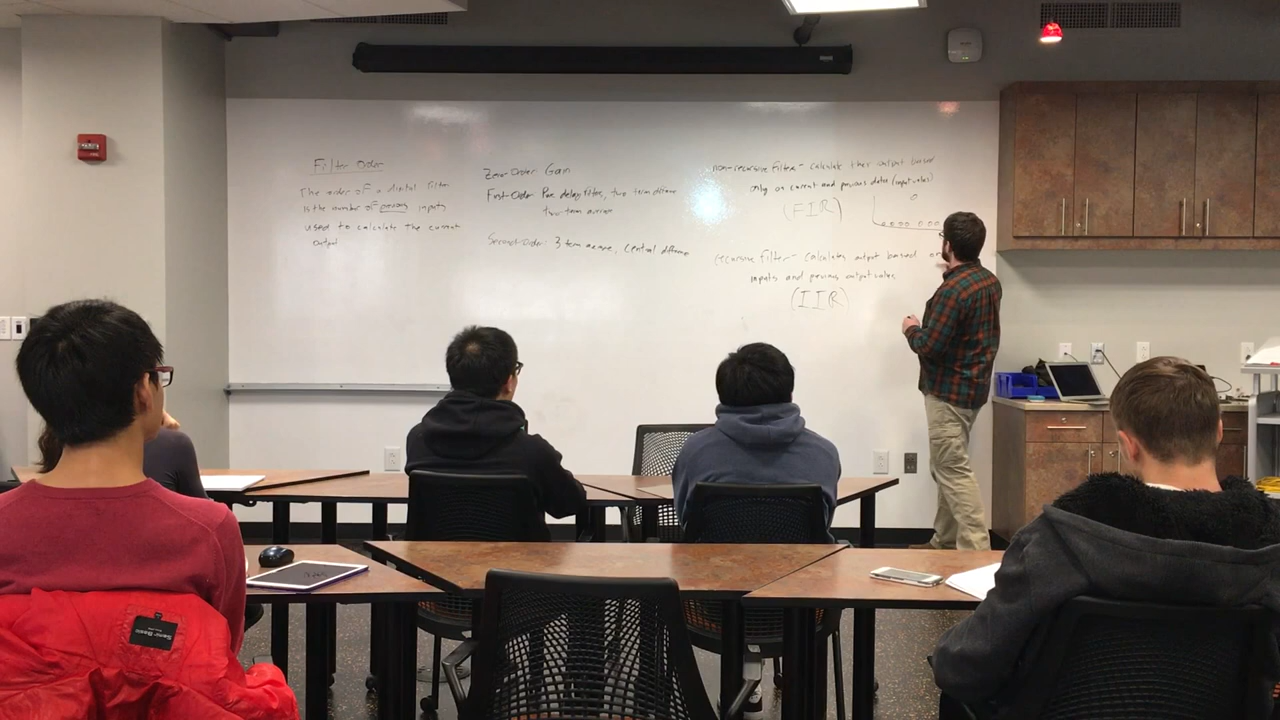 Filter Order
The order of a digital filter
is the number of previous inputs
used to calculate the current
output
Zero Order: Gain
First-Order: Pure delay filter, two term difference
two-term average
Second-Order: 3 term average, central difference
non-recursive filter - calculate their output based
only on current and previous data (input values)
(FIR)
recursive filter - calculates output based on
inputs and previous output values
(IIR)